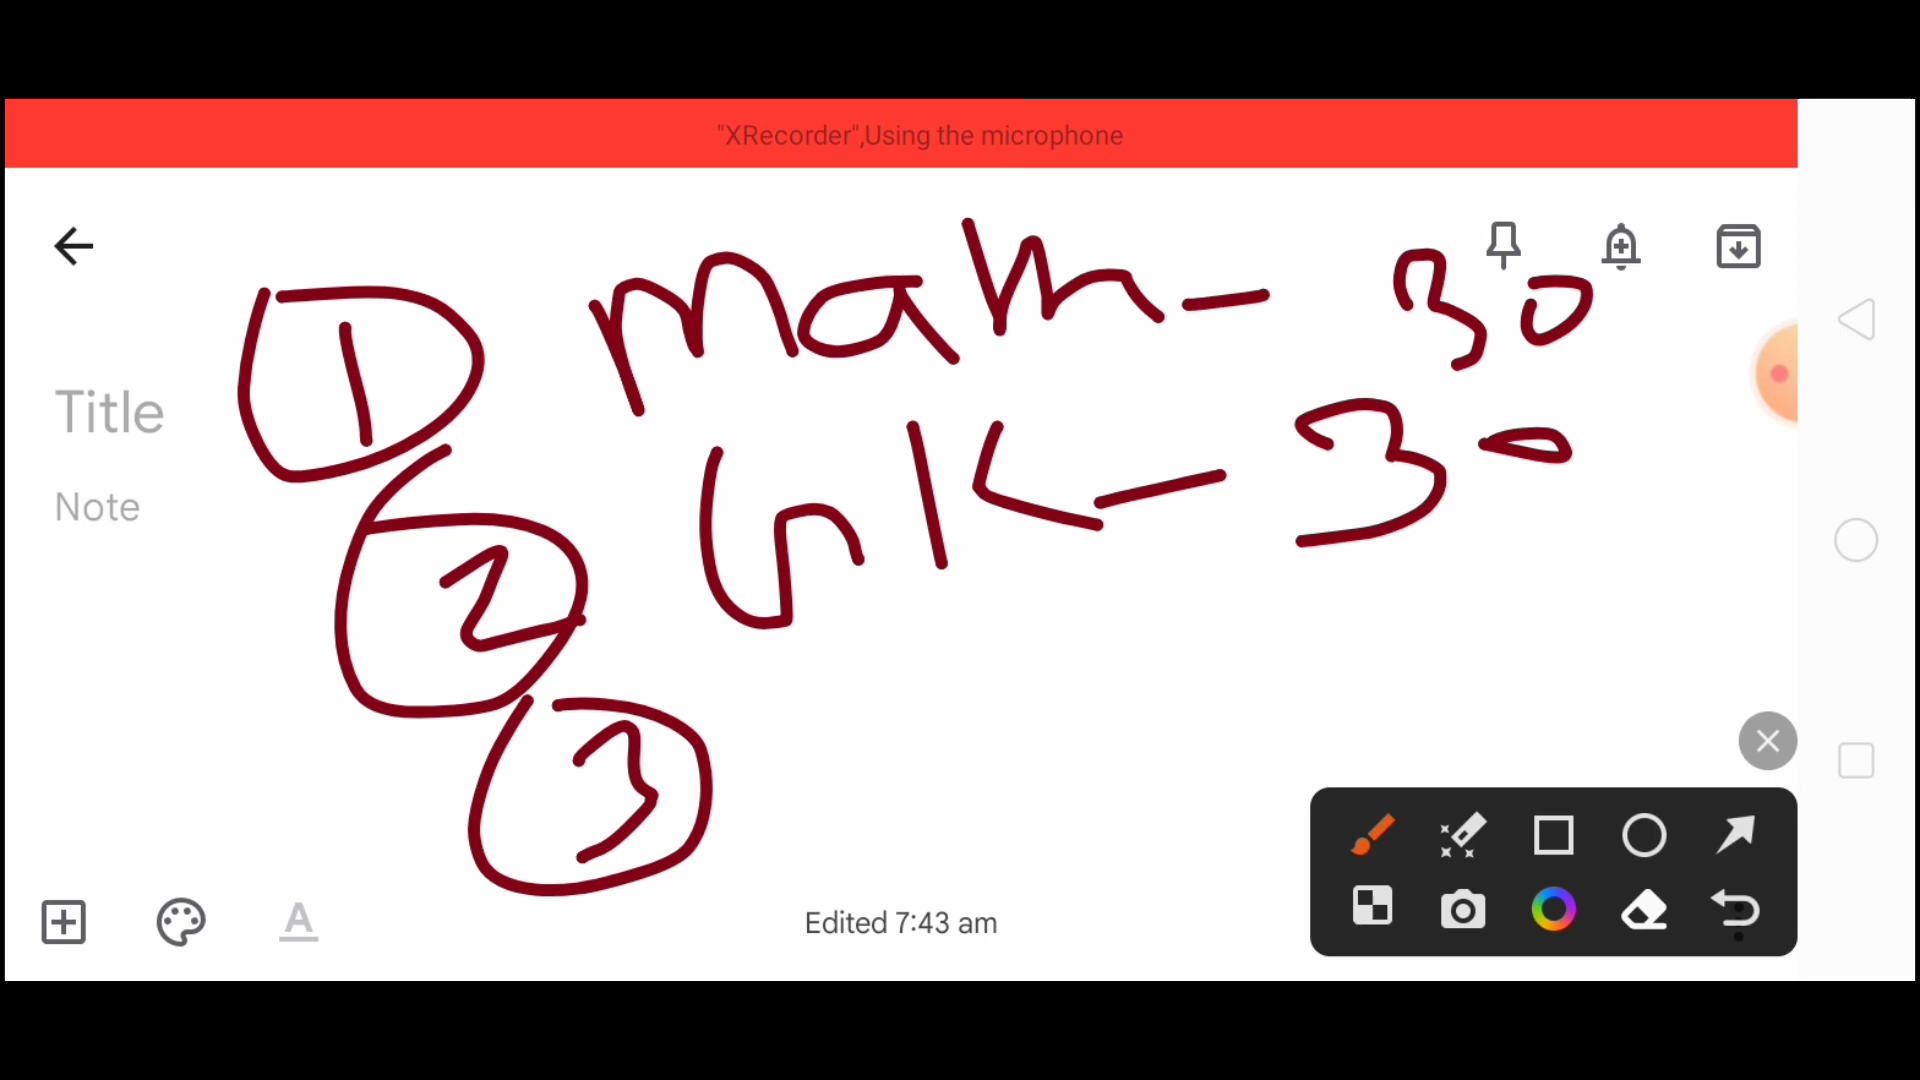 "XRecorder",Using the microphone
1 Math - 30
Title
2 GK - 30
Note
3
A
Edited 7:43 am